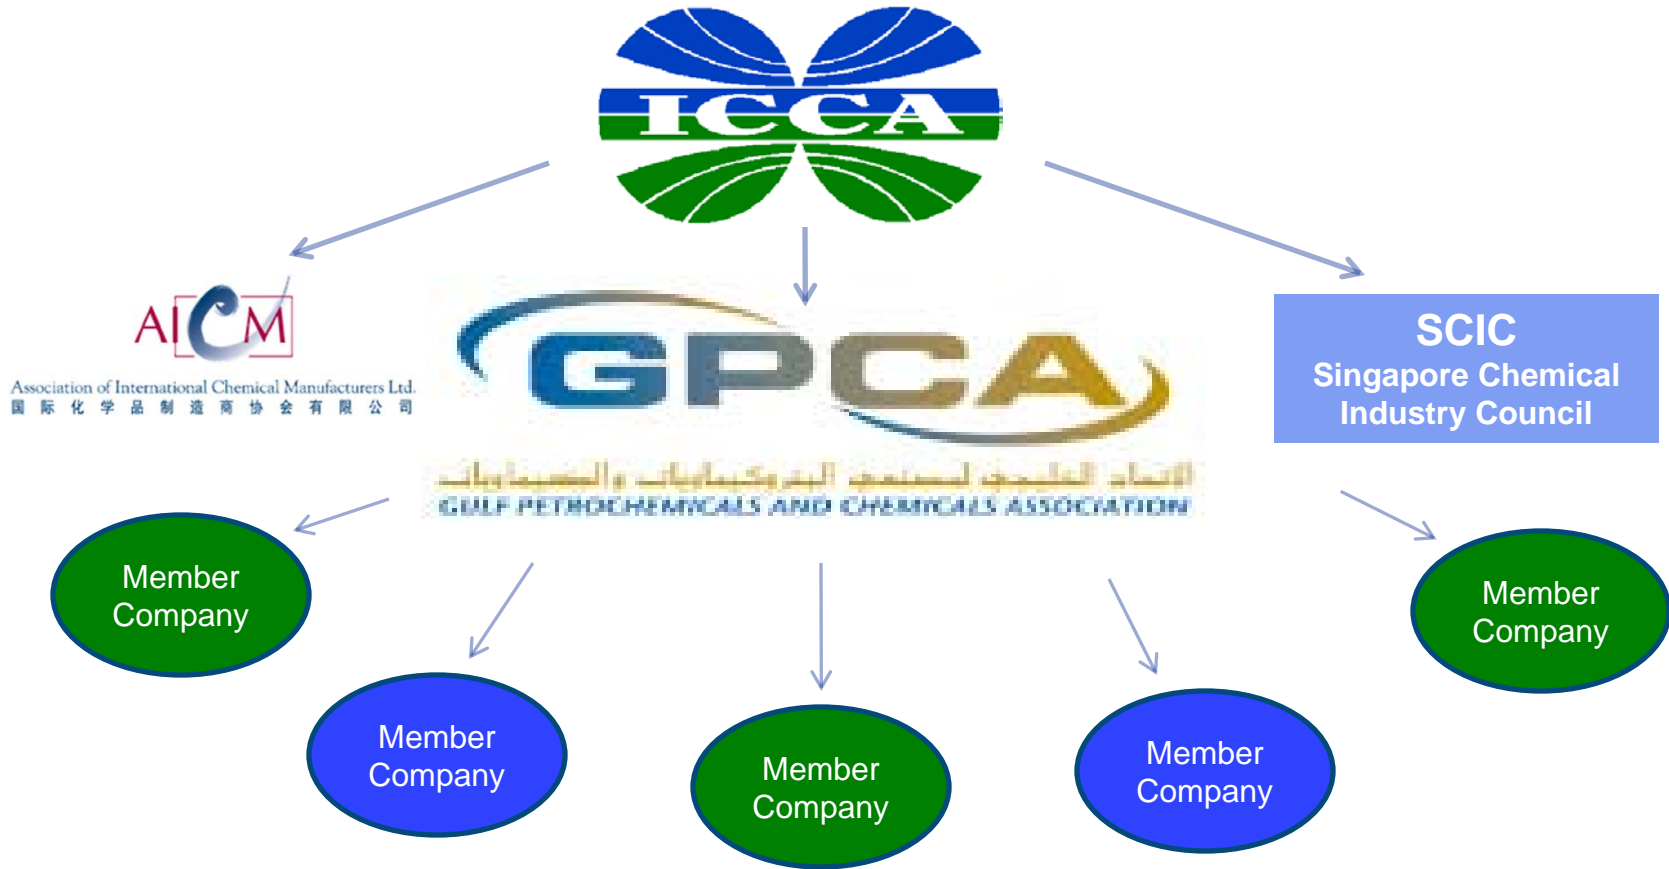 ICCA
AICM
Association of International Chemical Manufacturers Ltd.
国际化学品制造商协会有限公司
GPCA
الاتحاد الخليجي لمصنعي البتروكيماويات والكيماويات
GULF PETROCHEMICALS AND CHEMICALS ASSOCIATION
SCIC
Singapore Chemical
Industry Council
Member
Company
Member
Company
Member
Company
Member
Company
Member
Company